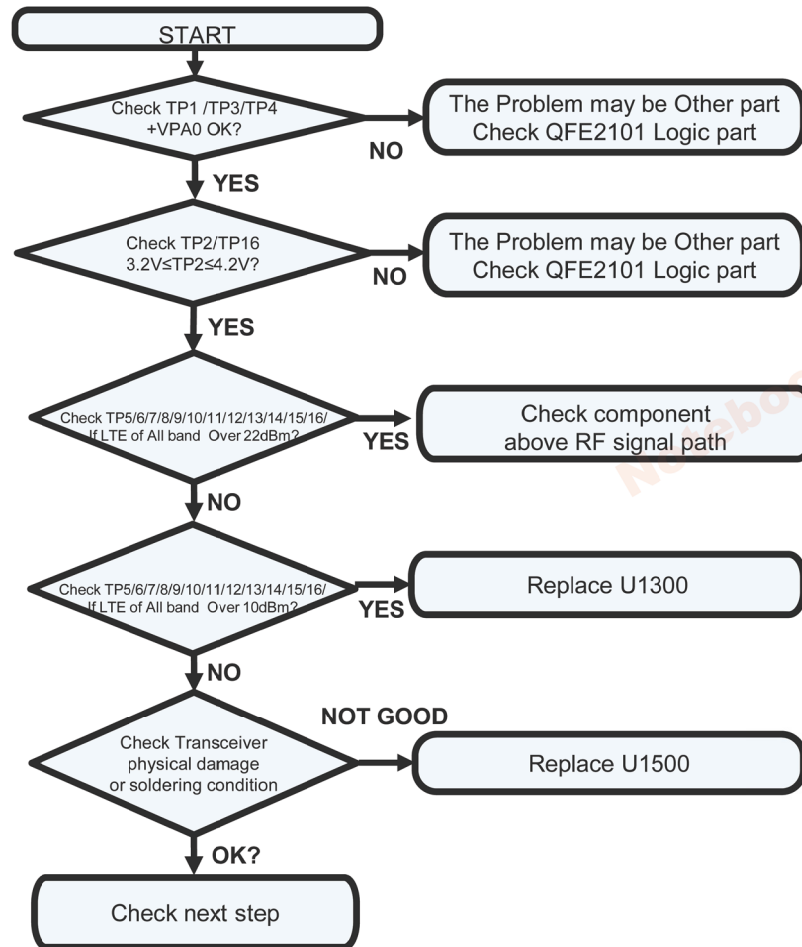 START
Check TP1 /TP3/TP4
+VPA0 OK?
The Problem may be Other part
Check QFE2101 Logic part
NO
YES
Check TP2/TP16
3.2V≤TP2≤4.2V?
The Problem may be Other part
Check QFE2101 Logic part
NO
YES
Check TP5/6/7/8/9/10/11/12/13/14/15/16/
If LTE of All band Over 22dBm?
Check component
above RF signal path
YES
NO
Check TP5/6/7/8/9/10/11/12/13/14/15/16/
If LTE of All band Over 10dBm?
Replace U1300
YES
NO
NOT GOOD
Check Transceiver
physical damage
or soldering condition
Replace U1500
OK?
Check next step